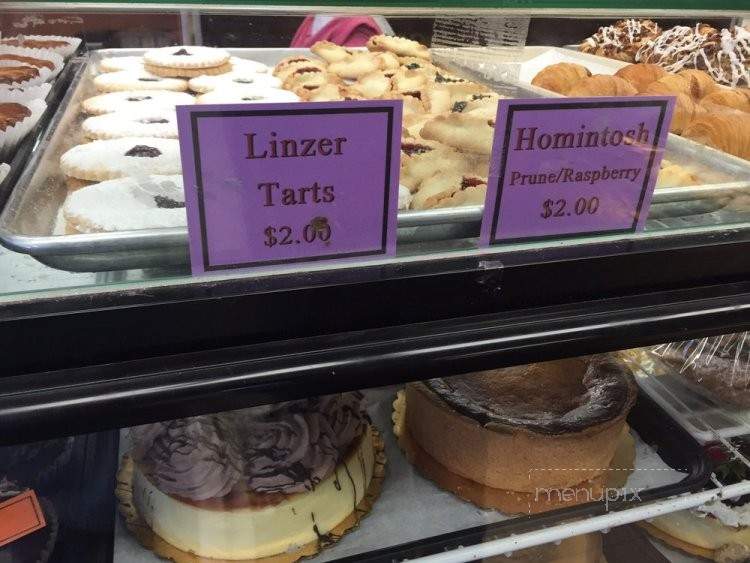 Linzer
Tarts
$2.00
Homintosh
Prune/Raspberry
$2.00
menupix